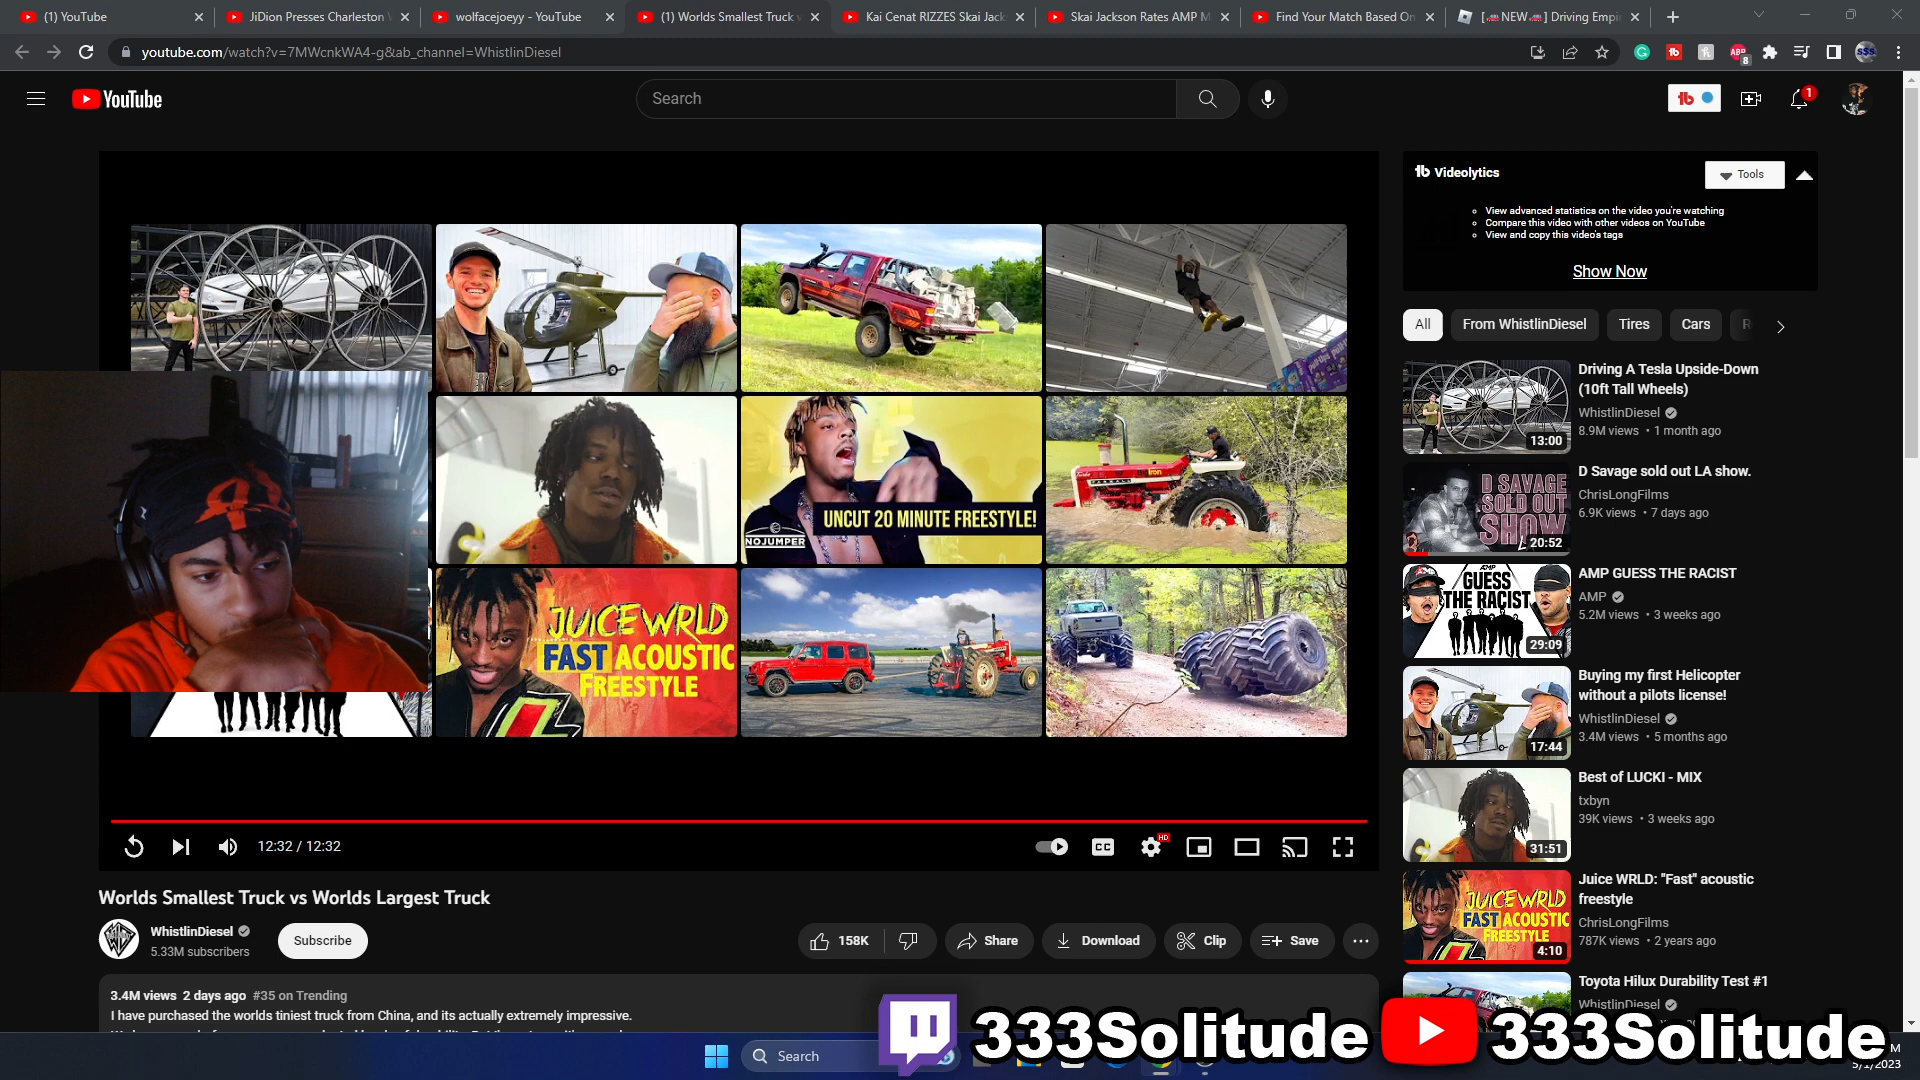 (1) YouTube
JiDion Presses Charleston
wolfacejoeyy - YouTube
(1) Worlds Smallest Truck v
Kai Cenat RIZZES Skai Jack
Skai Jackson Rates AMP M
Find Your Match Based On
[🚗NEW🚗] Driving Empi
youtube.com/watch?v=7MWcnkWA4-g&ab_channel=WhistlinDiesel
ABP
8
$$$
YouTube
Search
1
Videolytics
Tools
View advanced statistics on the video you're watching
Compare this video with other videos on YouTube
View and copy this video's tags
Show Now
All
From WhistlinDiesel
Tires
Cars
R
UNCUT 20 MINUTE FREESTYLE!
NOJUMPER
JUICE WRLD
FAST ACOUSTIC
FREESTYLE
Driving A Tesla Upside-Down
(10ft Tall Wheels)
WhistlinDiesel
8.9M views • 1 month ago
13:00
D SAVAGE
SOLD OUT
SHOW
20:52
D Savage sold out LA show.
ChrisLongFilms
6.9K views • 7 days ago
AMP
GUESS
THE RACIST
29:09
AMP GUESS THE RACIST
AMP
5.2M views • 3 weeks ago
Buying my first Helicopter
without a pilots license!
WhistlinDiesel
3.4M views • 5 months ago
17:44
Best of LUCKI - MIX
txbyn
39K views • 3 weeks ago
31:51
Juice WRLD: "Fast" acoustic
freestyle
ChrisLongFilms
787K views • 2 years ago
JUICE WRLD
FAST ACOUSTIC
FREESTYLE
4:10
Toyota Hilux Durability Test #1
WhistlinDiesel
12:32 / 12:32
CC
HD
Worlds Smallest Truck vs Worlds Largest Truck
WhistlinDiesel
5.33M subscribers
Subscribe
158K
Share
Download
Clip
Save
3.4M views 2 days ago #35 on Trending
I have purchased the worlds tiniest truck from China, and its actually extremely impressive.
333Solitude
333Solitude
Search
M
5/1/2023